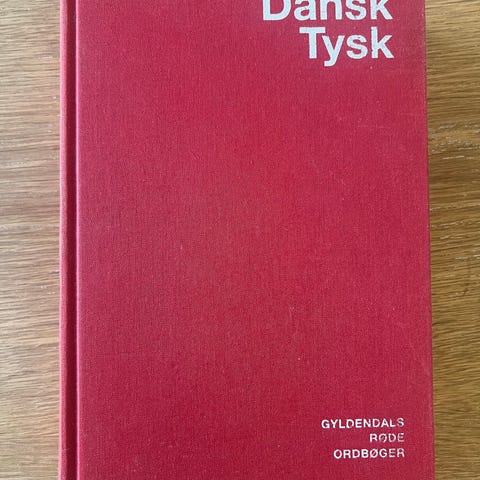 Dansk
Tysk
GYLDENDALS
RØDE
ORDBØGER